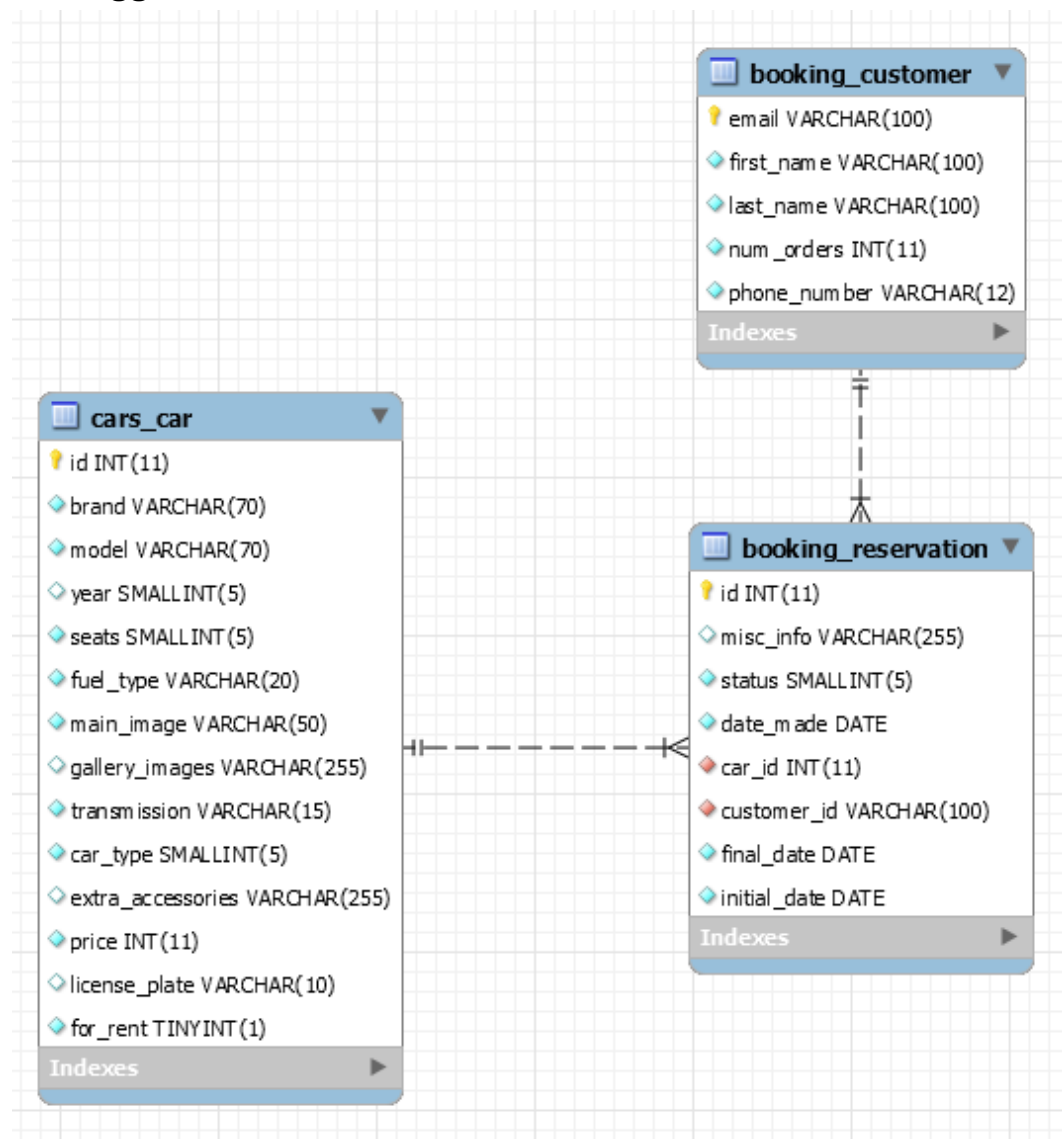 booking_customer
email VARCHAR(100)
first_name VARCHAR(100)
last_name VARCHAR(100)
num_orders INT(11)
phone_number VARCHAR(12)
Indexes
cars_car
id INT(11)
brand VARCHAR(70)
model VARCHAR(70)
year SMALLINT(5)
seats SMALLINT(5)
fuel_type VARCHAR(20)
main_image VARCHAR(50)
gallery_images VARCHAR(255)
transmission VARCHAR(15)
car_type SMALLINT(5)
extra_accessories VARCHAR(255)
price INT(11)
license_plate VARCHAR(10)
for_rent TINYINT(1)
Indexes
booking_reservation
id INT(11)
misc_info VARCHAR(255)
status SMALLINT(5)
date_made DATE
car_id INT(11)
customer_id VARCHAR(100)
final_date DATE
initial_date DATE
Indexes